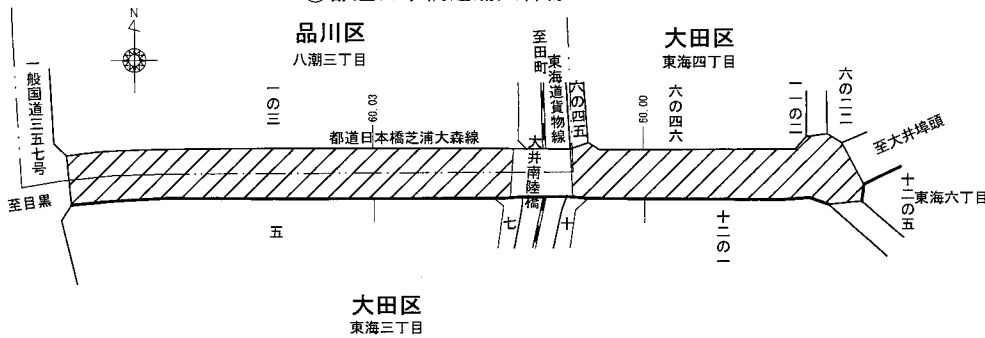 N
品川区
八潮三丁目
大田区
東海四丁目
至田町
東海道貨物線
一般国道三五七号
一の三
60.03
都道日本橋芝浦大森線
大井南陸橋
六の四五
60.00
六の四六
一一の二
六の二二
至大井埠頭
至目黒
東海六丁目
十二の五
五
七
十
十二の一
大田区
東海三丁目